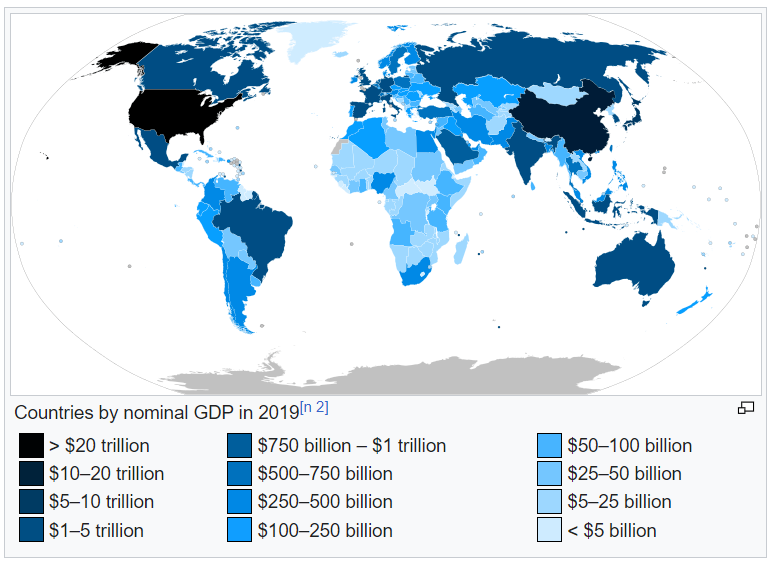 Countries by nominal GDP in 2019[n 2]
> $20 trillion
$10–20 trillion
$5–10 trillion
$1–5 trillion
$750 billion – $1 trillion
$500–750 billion
$250–500 billion
$100–250 billion
$50–100 billion
$25–50 billion
$5–25 billion
< $5 billion